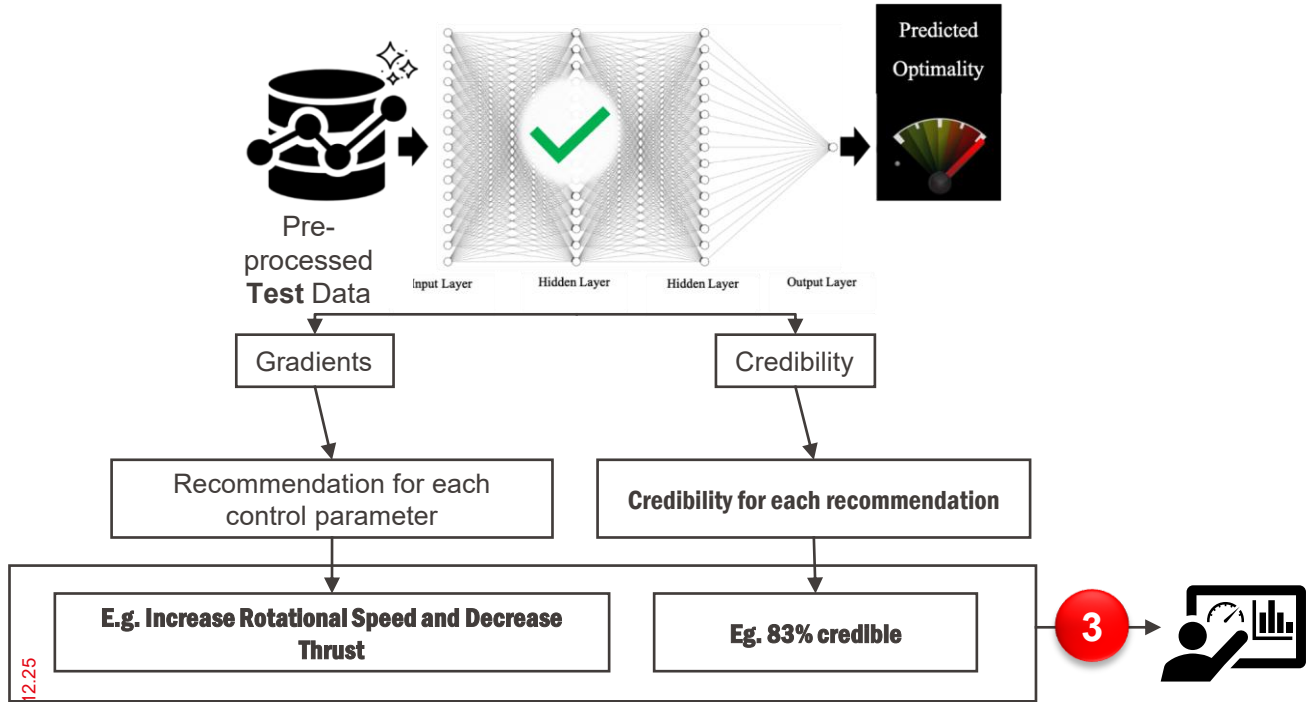 Predicted
Optimality
Pre-
processed
Test Data
Input Layer
Hidden Layer
Hidden Layer
Output Layer
Gradients
Credibility
Recommendation for each
control parameter
Credibility for each recommendation
E.g. Increase Rotational Speed and Decrease
Thrust
Eg. 83% credible
3
12.25